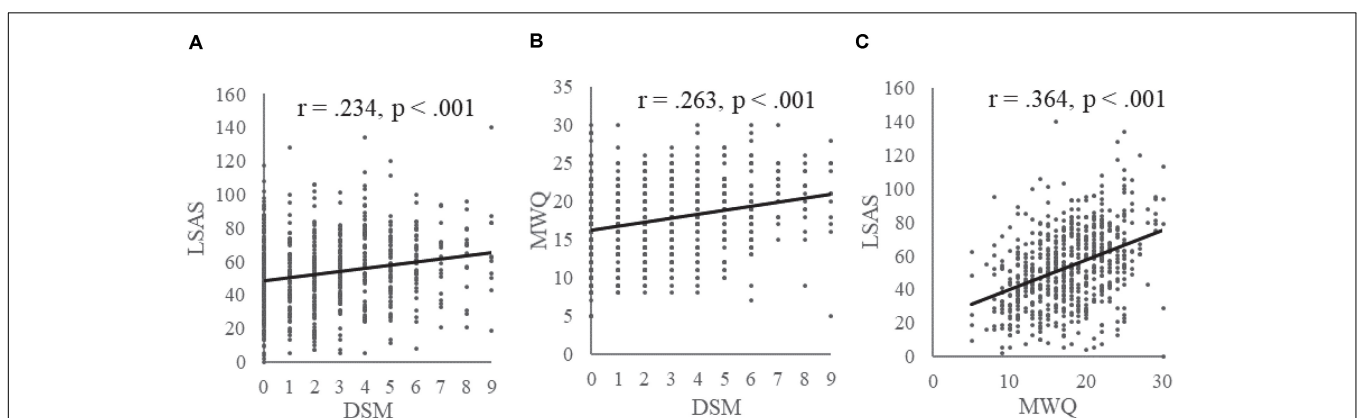 A
r = .234, p < .001
LSAS
160
140
120
100
80
60
40
20
0
0 1 2 3 4 5 6 7 8 9
DSM
B
r = .263, p < .001
MWQ
35
30
25
20
15
10
5
0
0 1 2 3 4 5 6 7 8 9
DSM
C
r = .364, p < .001
LSAS
160
140
120
100
80
60
40
20
0
0 10 20 30
MWQ